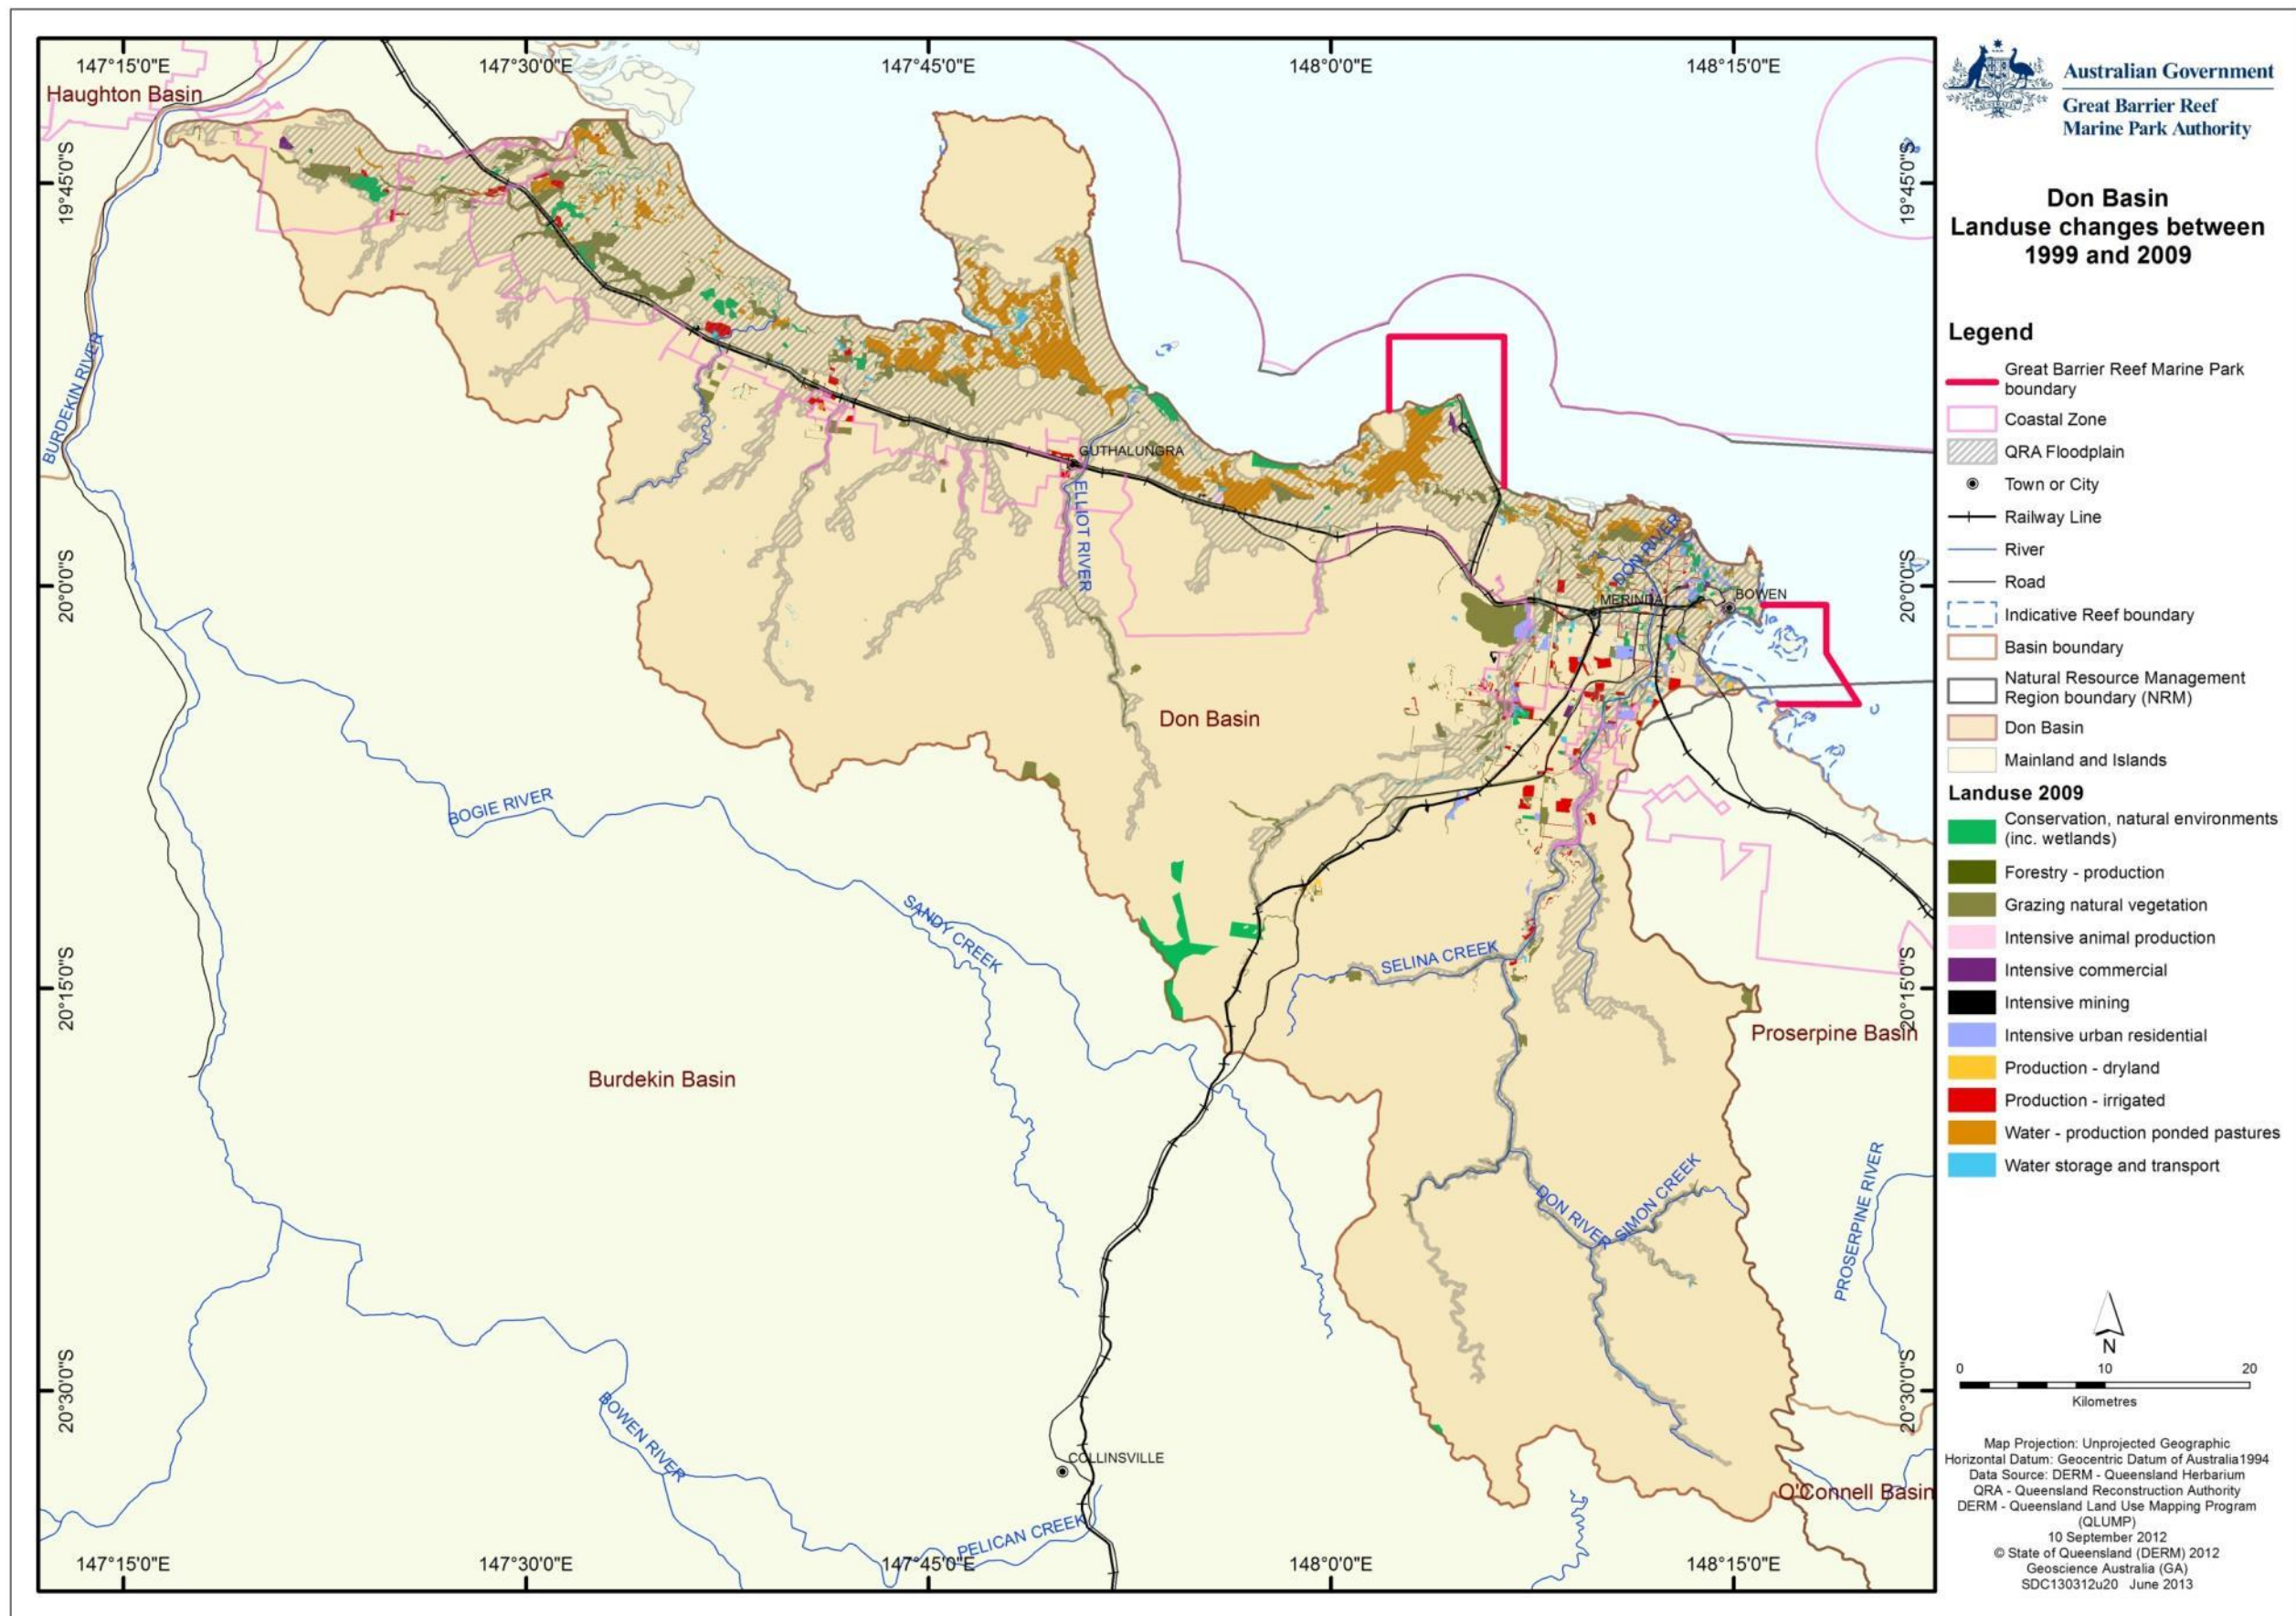 147°15'0"E
147°30'0"E
147°45'0"E
148°0'0"E
148°15'0"E
Haughton Basin
19°45'0"S
19°45'0"S
BURDEKIN RIVER
GUTHALUNGRA
ELLIOT RIVER
DON RIVER
20°0'0"S
20°0'0"S
MERINDA
BOWEN
Don Basin
BOGIE RIVER
SANDY CREEK
SELINA CREEK
20°15'0"S
20°15'0"S
Proserpine Basin
Burdekin Basin
DON RIVER
SIMON CREEK
PROSERPINE RIVER
20°30'0"S
20°30'0"S
BOWEN RIVER
COLLINSVILLE
O'Connell Basin
PELICAN CREEK
147°15'0"E
147°30'0"E
147°45'0"E
148°0'0"E
148°15'0"E
AUSTRALIA
Australian Government
Great Barrier Reef
Marine Park Authority
Don Basin
Landuse changes between
1999 and 2009
Legend
Great Barrier Reef Marine Park
boundary
Coastal Zone
QRA Floodplain
Town or City
Railway Line
River
Road
Indicative Reef boundary
Basin boundary
Natural Resource Management
Region boundary (NRM)
Don Basin
Mainland and Islands
Landuse 2009
Conservation, natural environments
(inc. wetlands)
Forestry - production
Grazing natural vegetation
Intensive animal production
Intensive commercial
Intensive mining
Intensive urban residential
Production - dryland
Production - irrigated
Water - production ponded pastures
Water storage and transport
N
0 10 20
Kilometres
Map Projection: Unprojected Geographic
Horizontal Datum: Geocentric Datum of Australia1994
Data Source: DERM - Queensland Herbarium
QRA - Queensland Reconstruction Authority
DERM - Queensland Land Use Mapping Program
(QLUMP)
10 September 2012
© State of Queensland (DERM) 2012
Geoscience Australia (GA)
SDC130312u20 June 2013